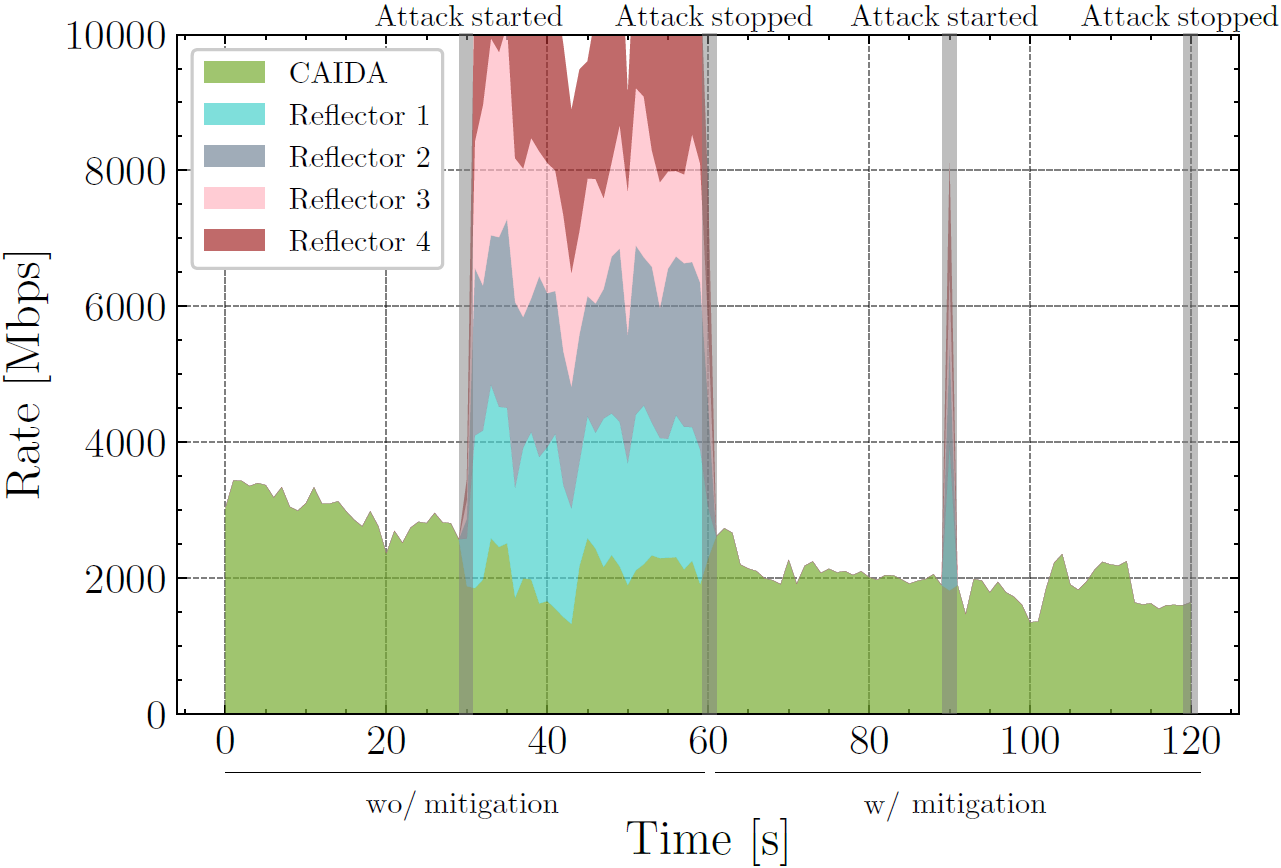 Attack started Attack stopped Attack started Attack stopped
10000
CAIDA
Reflector 1
Reflector 2
Reflector 3
Reflector 4
8000
6000
4000
2000
0
Rate [Mbps]
0 20 40 60 80 100 120
wo/ mitigation w/ mitigation
Time [s]